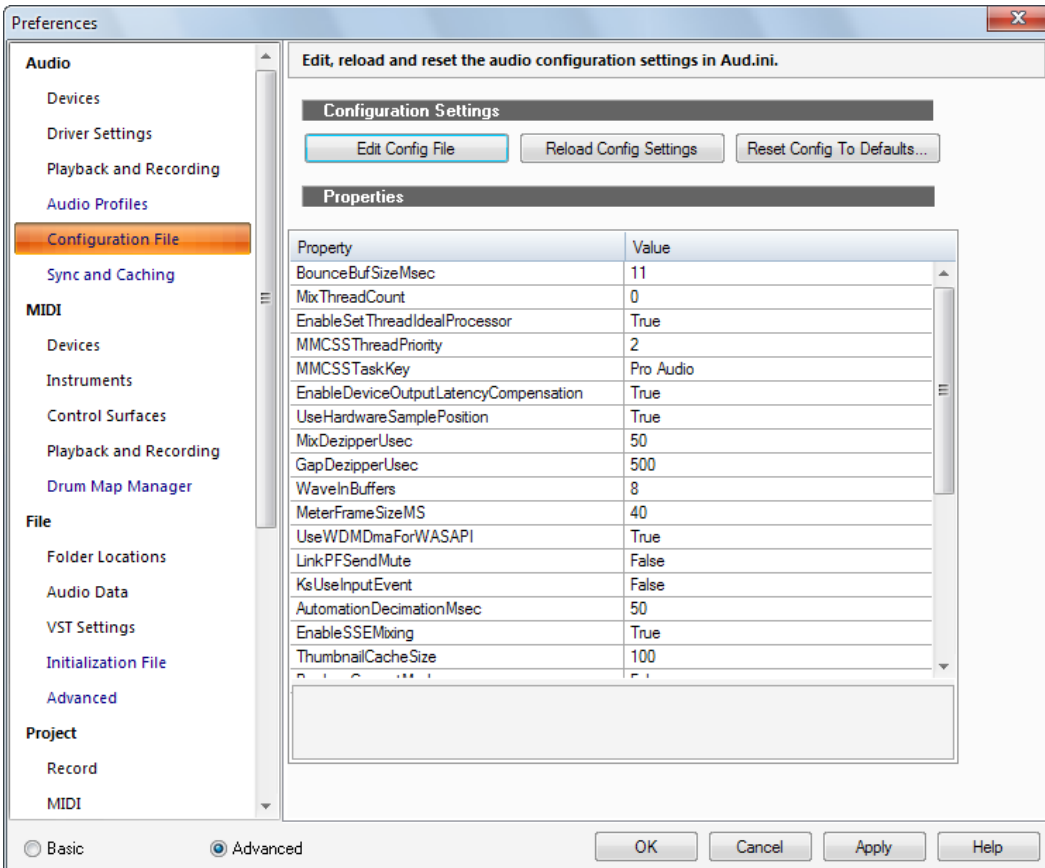 Preferences
Audio
Devices
Driver Settings
Playback and Recording
Audio Profiles
Configuration File
Sync and Caching
MIDI
Devices
Instruments
Control Surfaces
Playback and Recording
Drum Map Manager
File
Folder Locations
Audio Data
VST Settings
Initialization File
Advanced
Project
Record
MIDI
Edit, reload and reset the audio configuration settings in Aud.ini.
Configuration Settings
Edit Config File Reload Config Settings Reset Config To Defaults...
Properties
Property Value
BounceBufSizeMsec 11
MixThreadCount 0
EnableSetThreadIdealProcessor True
MMCSSThreadPriority 2
MMCSSTaskKey Pro Audio
EnableDeviceOutputLatencyCompensation True
UseHardwareSamplePosition True
MixDezipperUsec 50
GapDezipperUsec 500
WaveInBuffers 8
MeterFrameSizeMS 40
UseWDMDmaForWASAPI True
LinkPFSendMute False
KsUseInputEvent False
AutomationDecimationMsec 50
EnableSSEMixing True
ThumbnailCacheSize 100
Basic Advanced OK Cancel Apply Help